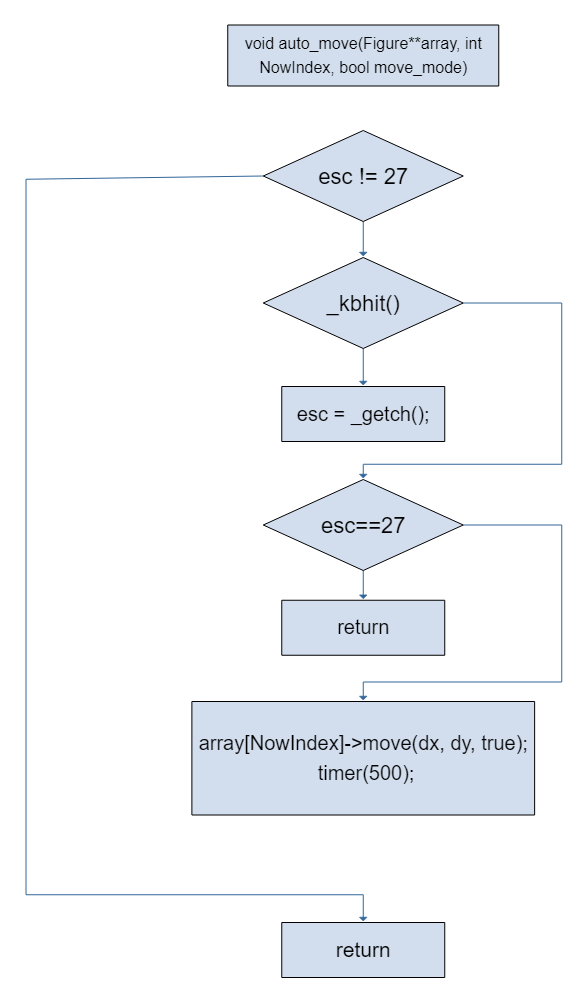 void auto_move(Figure**array, int
NowIndex, bool move_mode)
esc != 27
_kbhit()
esc = _getch();
esc==27
return
array[NowIndex]->move(dx, dy, true);
timer(500);
return